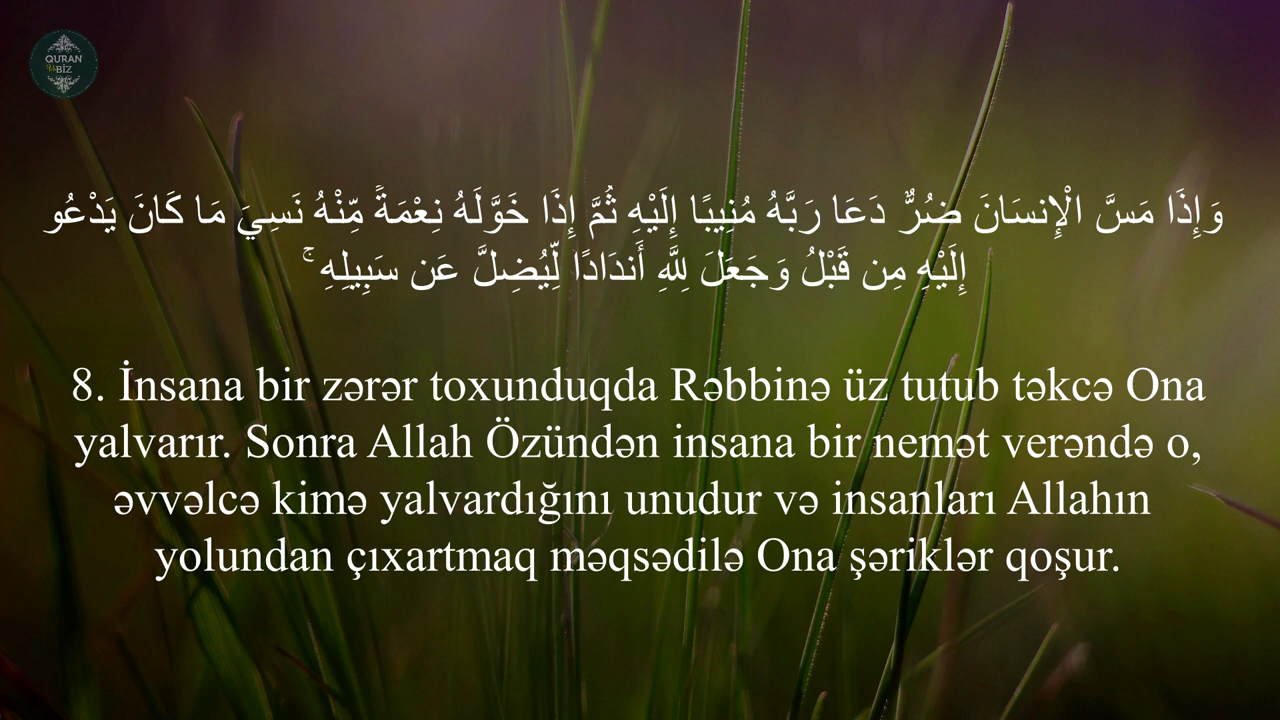 QURAN
Və
BİZ
وَإِذَا مَسَّ الْإِنسَانَ ضُرٌّ دَعَا رَبَّهُ مُنِيبًا إِلَيْهِ ثُمَّ إِذَا خَوَّلَهُ نِعْمَةً مِّنْهُ نَسِيَ مَا كَانَ يَدْعُو
إِلَيْهِ مِن قَبْلُ وَجَعَلَ لِلَّهِ أَندَادًا لِّيُضِلَّ عَن سَبِيلِهِ ۚ
8. İnsana bir zərər toxunduqda Rəbbinə üz tutub təkcə Ona
yalvarır. Sonra Allah Özündən insana bir nemət verəndə o,
əvvəlcə kimə yalvardığını unudur və insanları Allahın
yolundan çıxartmaq məqsədilə Ona şəriklər qoşur.